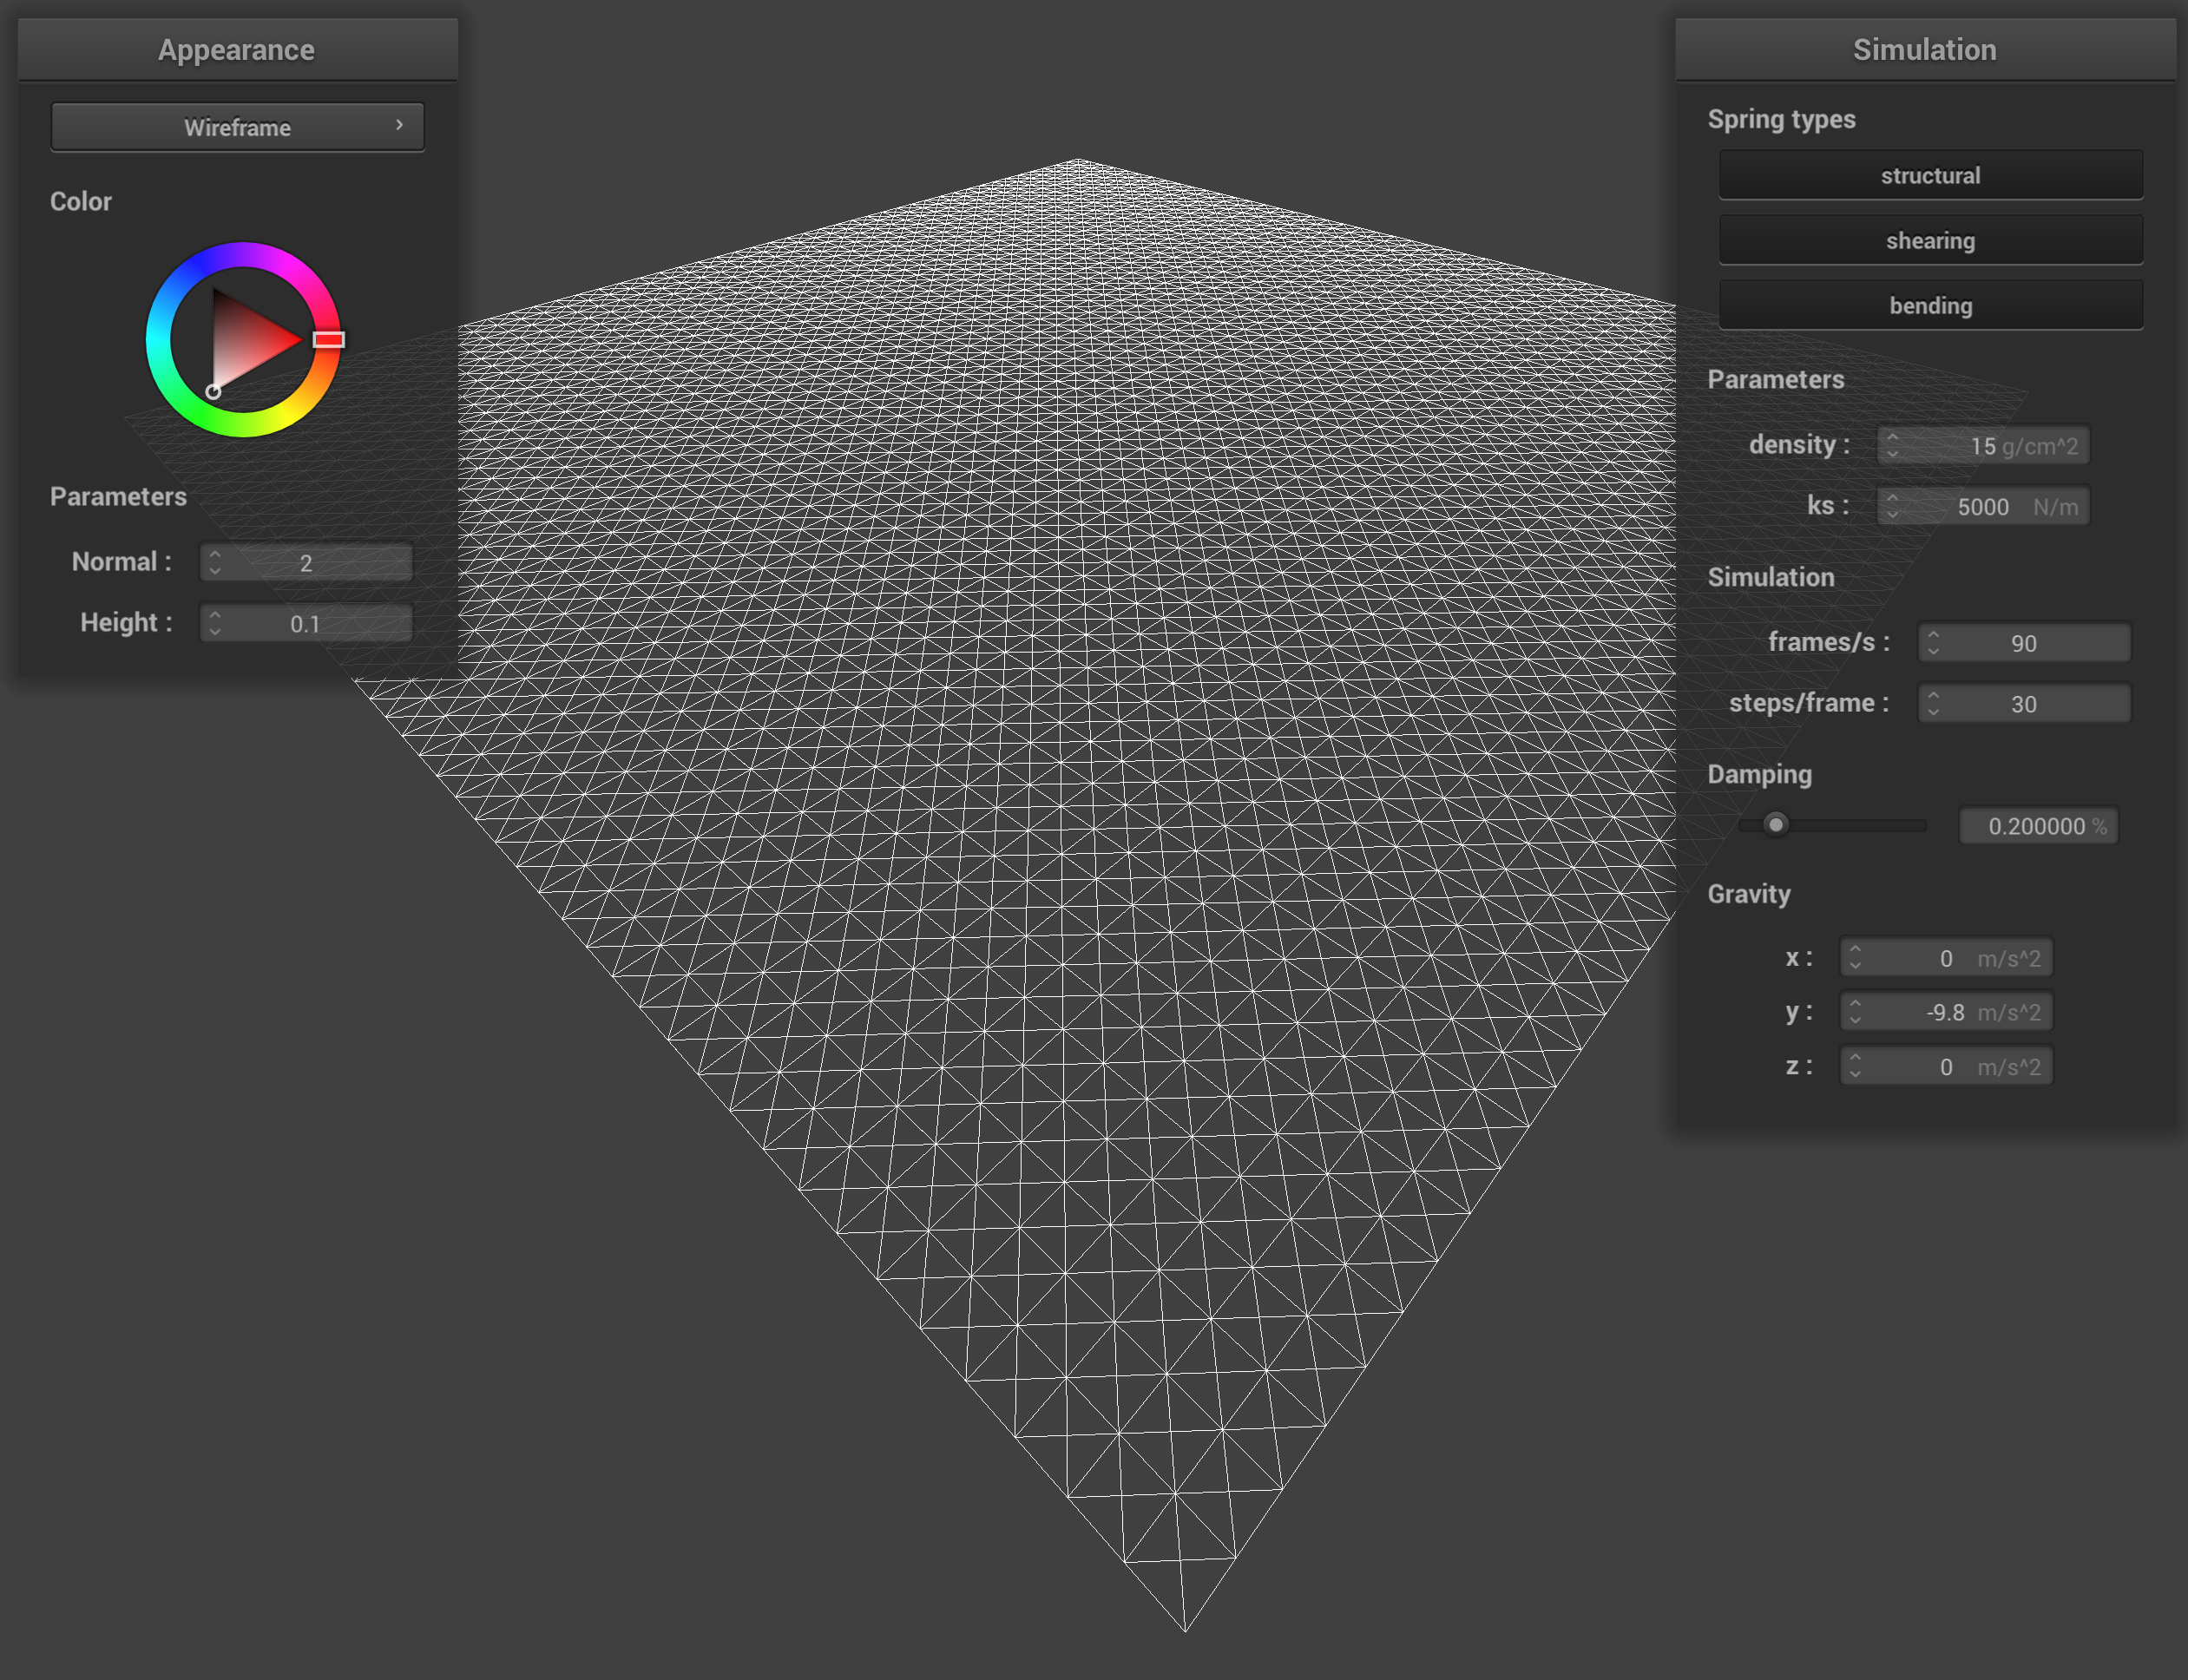 Appearance
Wireframe
Color
Parameters
Normal : 2
Height : 0.1
Simulation
Spring types
structural
shearing
bending
Parameters
density : 15 g/cm^2
ks : 5000 N/m
Simulation
frames/s : 90
steps/frame : 30
Damping
0.200000 %
Gravity
x : 0 m/s^2
y : -9.8 m/s^2
z : 0 m/s^2